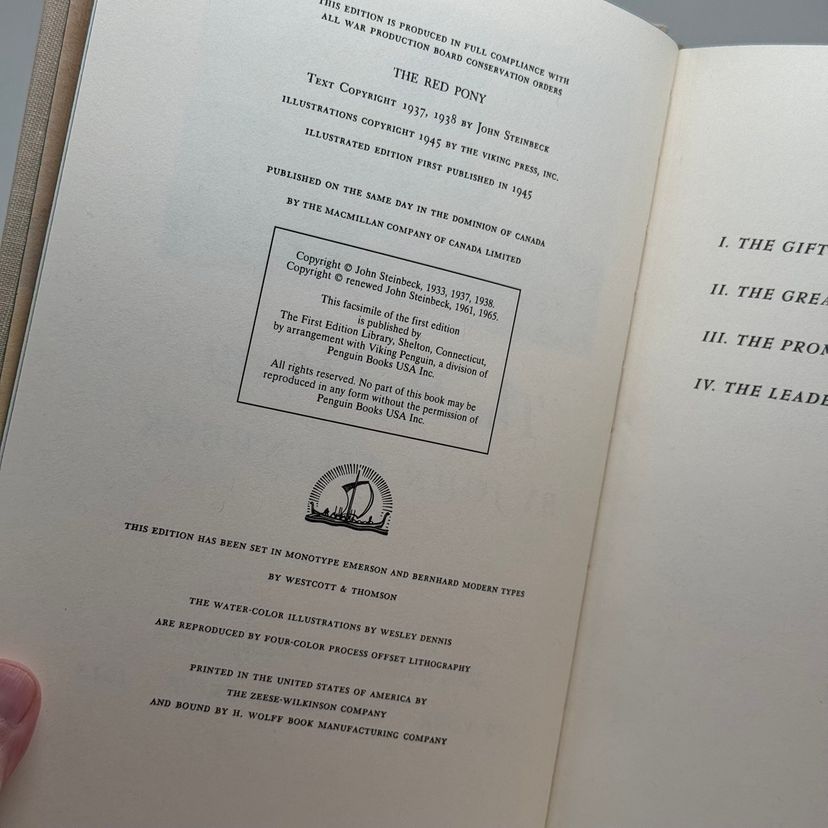 THIS EDITION IS PRODUCED IN FULL COMPLIANCE WITH
ALL WAR PRODUCTION BOARD CONSERVATION ORDERS
THE RED PONY
TEXT COPYRIGHT 1937, 1938 BY JOHN STEINBECK
ILLUSTRATIONS COPYRIGHT 1945 BY THE VIKING PRESS, INC.
ILLUSTRATED EDITION FIRST PUBLISHED IN 1945
PUBLISHED ON THE SAME DAY IN THE DOMINION OF CANADA
BY THE MACMILLAN COMPANY OF CANADA LIMITED
Copyright © John Steinbeck, 1933, 1937, 1938.
Copyright © renewed John Steinbeck, 1961, 1965.
This facsimile of the first edition
is published by
The First Edition Library, Shelton, Connecticut,
by arrangement with Viking Penguin, a division of
Penguin Books USA Inc.
All rights reserved. No part of this book may be
reproduced in any form without the permission of
Penguin Books USA Inc.
THIS EDITION HAS BEEN SET IN MONOTYPE EMERSON AND BERNHARD MODERN TYPES
BY WESTCOTT & THOMSON
THE WATER-COLOR ILLUSTRATIONS BY WESLEY DENNIS
ARE REPRODUCED BY FOUR-COLOR PROCESS OFFSET LITHOGRAPHY
PRINTED IN THE UNITED STATES OF AMERICA BY
THE ZEESE-WILKINSON COMPANY
AND BOUND BY H. WOLFF BOOK MANUFACTURING COMPANY
I. THE GIFT
II. THE GREA
III. THE PROM
IV. THE LEADE